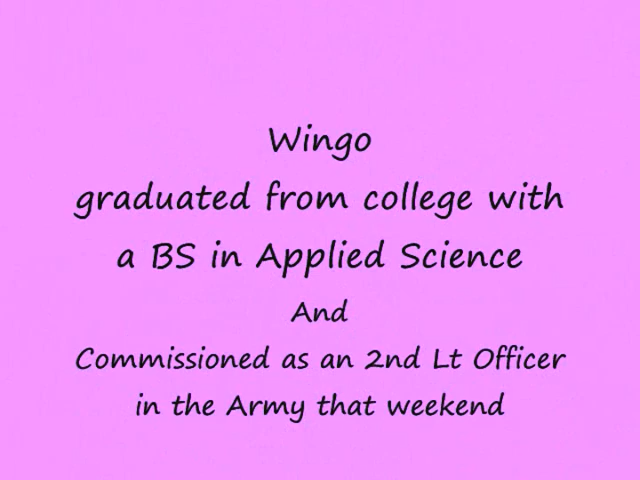 Wingo
graduated from college with
a BS in Applied Science
And
Commissioned as an 2nd Lt Officer
in the Army that weekend